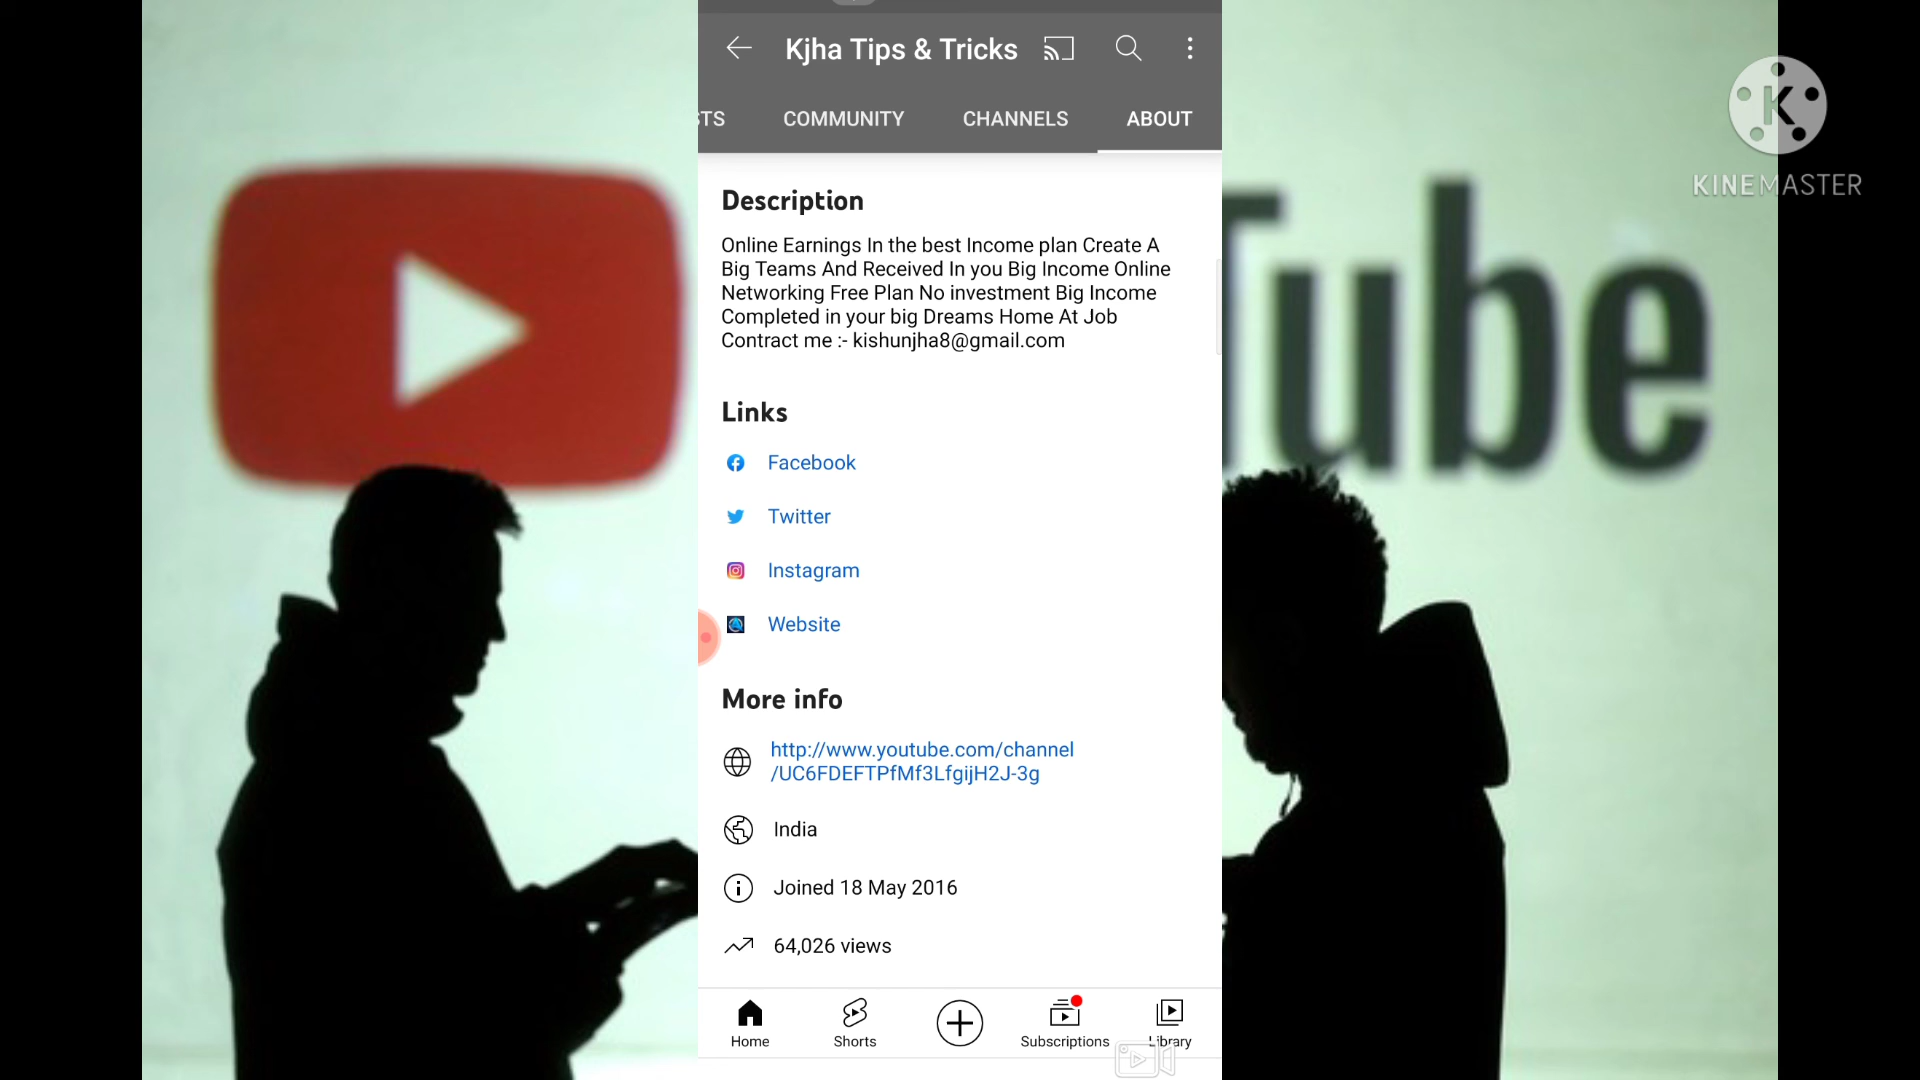 Kjha Tips & Tricks
STS COMMUNITY CHANNELS ABOUT
Description
Online Earnings In the best Income plan Create A
Big Teams And Received In you Big Income Online
Networking Free Plan No investment Big Income
Completed in your big Dreams Home At Job
Contract me :- kishunjha8@gmail.com
Links
Facebook
Twitter
Instagram
Website
More info
http://www.youtube.com/channel
/UC6FDEFTPfMf3LfgijH2J-3g
India
Joined 18 May 2016
64,026 views
Home Shorts Subscriptions Library
Tube
K
KINEMASTER